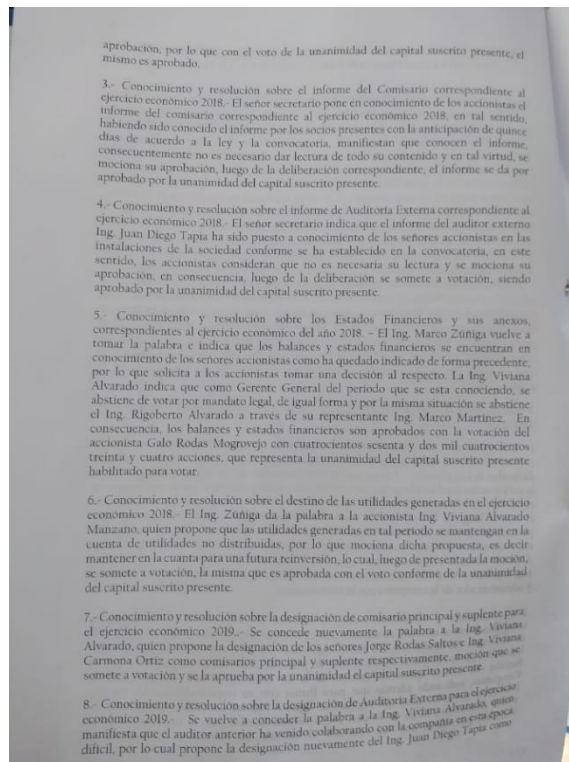 aprobación, por lo que con el voto de la unanimidad del capital suscrito presente, el
mismo es aprobado.
3.- Conocimiento y resolución sobre el informe del Comisario correspondiente al
ejercicio económico 2018.- El señor secretario pone en conocimiento de los accionistas el
informe del comisario correspondiente al ejercicio económico 2018, en tal sentido,
habiendo sido conocido el informe por los socios presentes con la anticipación de quince
días de acuerdo a la ley y la convocatoria, manifiestan que conocen el informe,
consecuentemente no es necesario dar lectura de todo su contenido y en tal virtud, se
mociona su aprobación, luego de la deliberación correspondiente, el informe se da por
aprobado por la unanimidad del capital suscrito presente.
4.- Conocimiento y resolución sobre el informe de Auditoría Externa correspondiente al
ejercicio económico 2018.- El señor secretario indica que el informe del auditor externo
Ing. Juan Diego Tapia ha sido puesto a conocimiento de los señores accionistas en las
instalaciones de la sociedad conforme se ha establecido en la convocatoria, en este
sentido, los accionistas consideran que no es necesaria su lectura y se mociona su
aprobación, en consecuencia, luego de la deliberación se somete a votación, siendo
aprobado por la unanimidad del capital suscrito presente.
5.- Conocimiento y resolución sobre los Estados Financieros y sus anexos,
correspondientes al ejercicio económico del año 2018. – El Ing. Marco Zúñiga vuelve a
tomar la palabra e indica que los balances y estados financieros se encuentran en
conocimiento de los señores accionistas como ha quedado indicado de forma precedente,
por lo que solicita a los accionistas tomar una decisión al respecto. La Ing. Viviana
Alvarado indica que como Gerente General del periodo que se esta conociendo, se
abstiene de votar por mandato legal, de igual forma y por la misma situación se abstiene
el Ing. Rigoberto Alvarado a través de su representante Ing. Marco Martinez. En
consecuencia, los balances y estados financieros son aprobados con la votación del
accionista Galo Rodas Mogrovejo con cuatrocientos sesenta y dos mil cuatrocientos
treinta y cuatro acciones, que representa la unanimidad del capital suscrito presente
habilitado para votar.
6.- Conocimiento y resolución sobre el destino de las utilidades generadas en el ejercicio
económico 2018.- El Ing. Zúñiga da la palabra a la accionista Ing. Viviana Alvarado
Manzano, quien propone que las utilidades generadas en tal periodo se mantengan en la
cuenta de utilidades no distribuidas, por lo que mociona dicha propuesta, es decir
mantener en la cuanta para una futura reinversión, lo cual, luego de presentada la moción,
se somete a votación, la misma que es aprobada con el voto conforme de la unanimidad
del capital suscrito presente.
7.- Conocimiento y resolución sobre la designación de comisario principal y suplente para
el ejercicio económico 2019.- Se concede nuevamente la palabra a la Ing. Viviana
Alvarado, quien propone la designación de los señores Jorge Rodas Saltos e Ing. Viviana
Carmona Ortiz como comisarios principal y suplente respectivamente, moción que se
somete a votación y se la aprueba por la unanimidad el capital suscrito presente.
8.- Conocimiento y resolución sobre la designación de Auditoria Externa para el ejercicio
económico 2019.- Se vuelve a conceder la palabra a la Ing. Viviana Alvarado, quien
manifiesta que el auditor anterior ha venido colaborando con la compañía en esta época
difícil, por lo cual propone la designación nuevamente del Ing. Juan Diego Tapia como